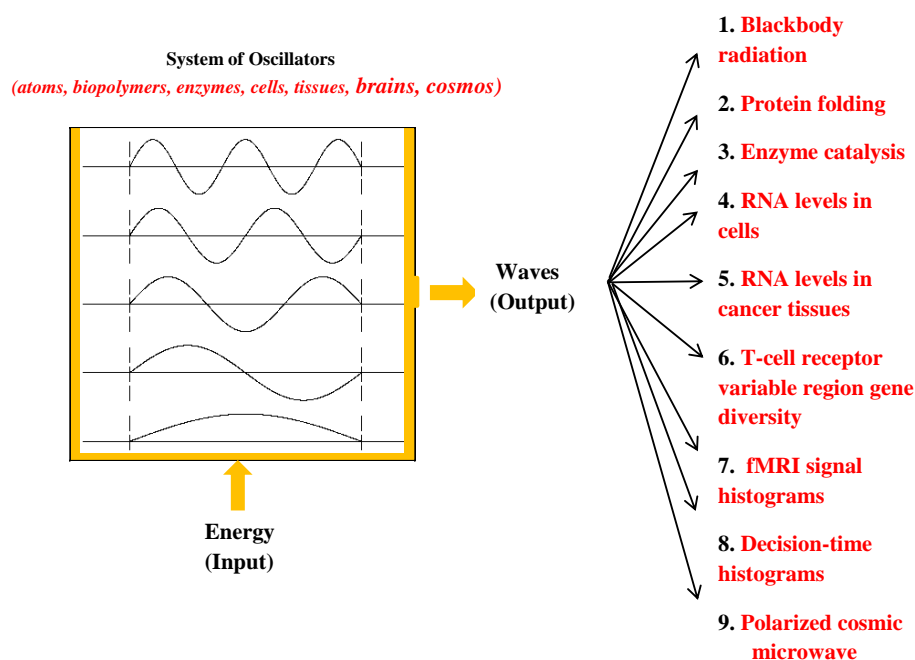 System of Oscillators
(atoms, biopolymers, enzymes, cells, tissues, brains, cosmos)
Energy
(Input)
Waves
(Output)
1. Blackbody
radiation
2. Protein folding
3. Enzyme catalysis
4. RNA levels in
cells
5. RNA levels in
cancer tissues
6. T-cell receptor
variable region gene
diversity
7. fMRI signal
histograms
8. Decision-time
histograms
9. Polarized cosmic
microwave